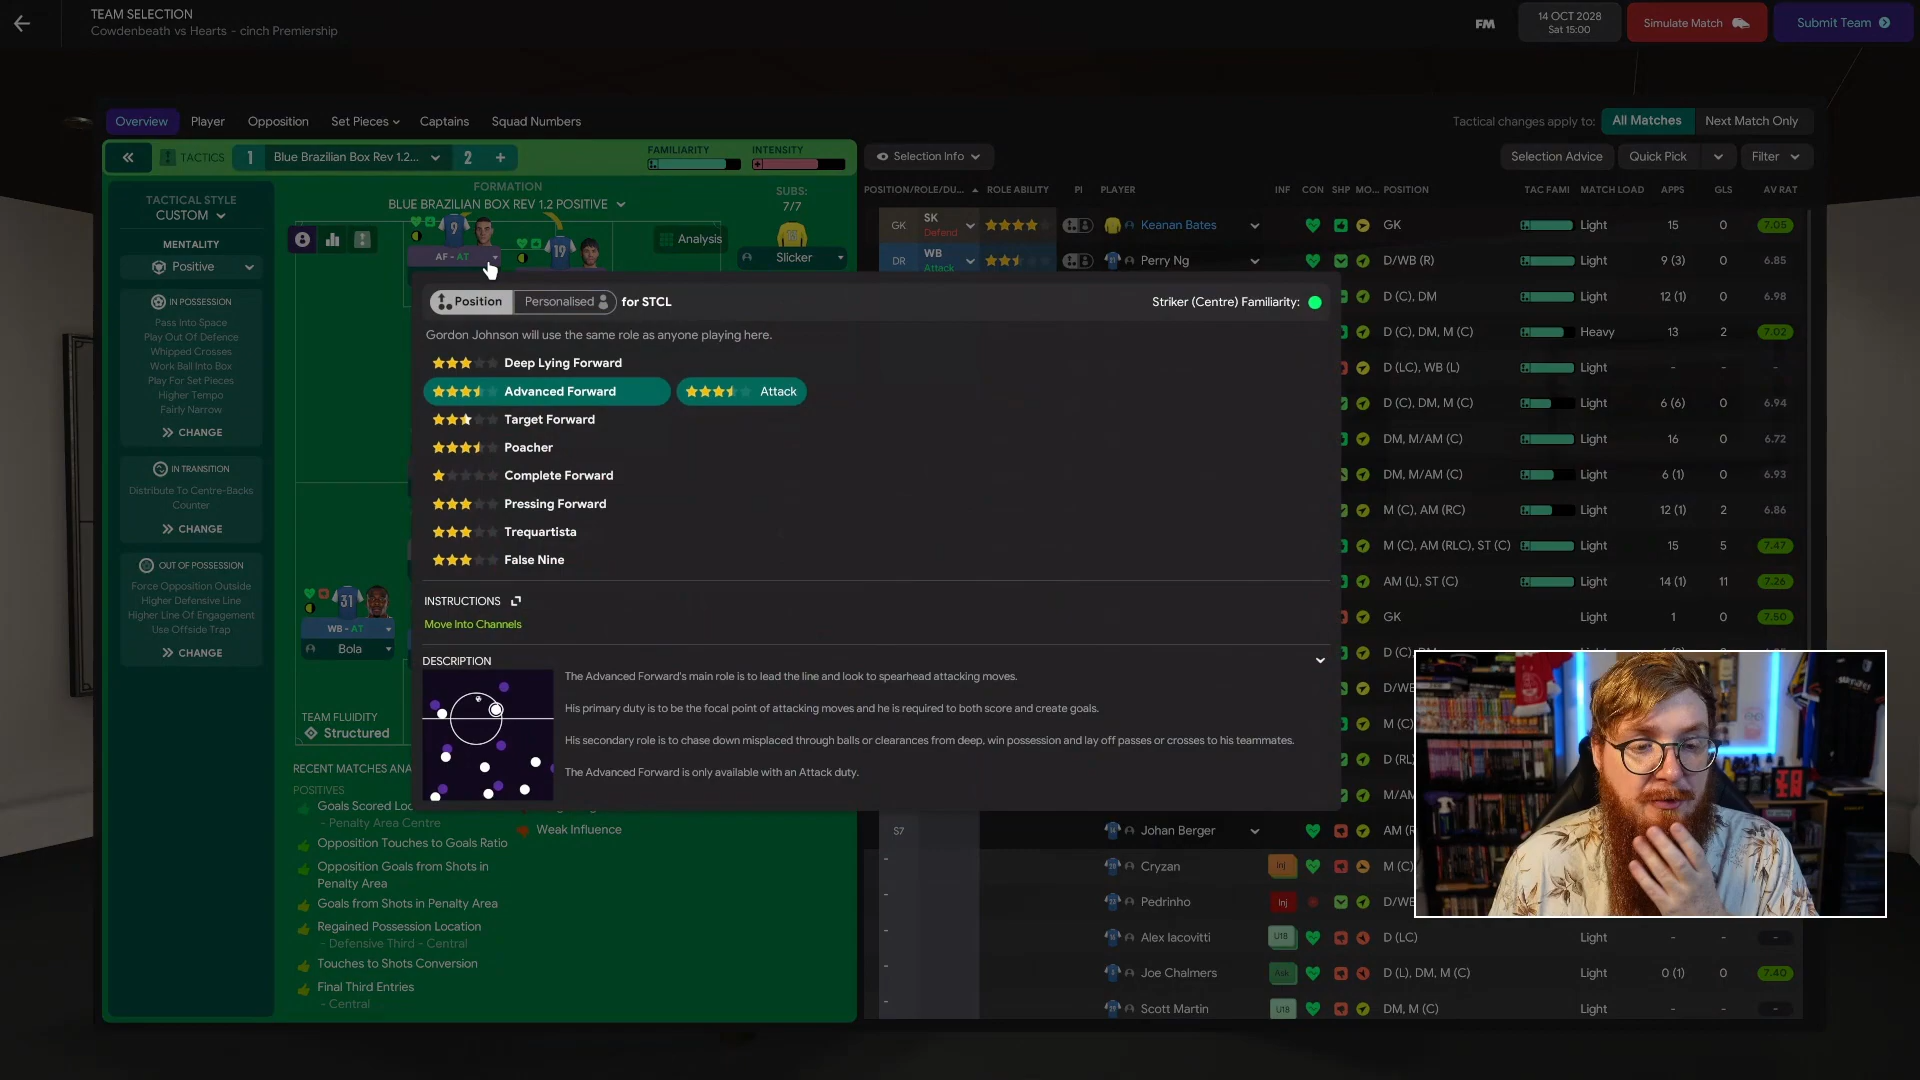 TEAM SELECTION
Cowdenbeath vs Hearts - cinch Premiership
FM
14 OCT 2028
Sat 15:00
Simulate Match
Submit Team
Overview
Player
Opposition
Set Pieces
Captains
Squad Numbers
Tactical changes apply to:
All Matches
Next Match Only
TACTICS
1
Blue Brazilian Box Rev 1.2...
2
+
FAMILIARITY
INTENSITY
Selection Info
Selection Advice
Quick Pick
Filter
TACTICAL STYLE
CUSTOM
MENTALITY
Positive
IN POSSESSION
Pass Into Space
Play Out Of Defence
Whipped Crosses
Work Ball Into Box
Play For Set Pieces
Higher Tempo
Fairly Narrow
CHANGE
IN TRANSITION
Distribute To Centre-Backs
Counter
CHANGE
OUT OF POSSESSION
Force Opposition Outside
Higher Defensive Line
Higher Line Of Engagement
Use Offside Trap
CHANGE
FORMATION
BLUE BRAZILIAN BOX REV 1.2 POSITIVE
SUBS:
7/7
Analysis
9
19
AF - AT
Slicker
31
WB - AT
Bola
TEAM FLUIDITY
Structured
RECENT MATCHES ANA
POSITIVES
Goals Scored Loc
- Penalty Area Centre
Opposition Touches to Goals Ratio
Opposition Goals from Shots in
Penalty Area
Goals from Shots in Penalty Area
Regained Possession Location
- Defensive Third - Central
Touches to Shots Conversion
Final Third Entries
- Central
Weak Influence
Position
Personalised
for STCL
Striker (Centre) Familiarity:
Gordon Johnson will use the same role as anyone playing here.
Deep Lying Forward
Advanced Forward
Attack
Target Forward
Poacher
Complete Forward
Pressing Forward
Trequartista
False Nine
INSTRUCTIONS
Move Into Channels
DESCRIPTION
The Advanced Forward's main role is to lead the line and look to spearhead attacking moves.
His primary duty is to be the focal point of attacking moves and he is required to both score and create goals.
His secondary role is to chase down misplaced through balls or clearances from deep, win possession and lay off passes or crosses to his teammates.
The Advanced Forward is only available with an Attack duty.
POSITION/ROLE/DU... ROLE ABILITY PI PLAYER INF CON SHP MO... POSITION TAC FAMI MATCH LOAD APPS GLS AV RAT
GK SK Defend Keanan Bates GK Light 15 0 7.05
DR WB Attack Perry Ng D/WB (R) Light 9 (3) 0 6.85
D (C), DM Light 12 (1) 0 6.98
D (C), DM, M (C) Heavy 13 2 7.02
D (LC), WB (L) Light - - -
D (C), DM, M (C) Light 6 (6) 0 6.94
DM, M/AM (C) Light 16 0 6.72
DM, M/AM (C) Light 6 (1) 0 6.93
M (C), AM (RC) Light 12 (1) 2 6.86
M (C), AM (RLC), ST (C) Light 15 5 7.47
AM (L), ST (C) Light 14 (1) 11 7.26
GK Light 1 0 7.50
D (C)
D/WE
M (C)
D (RL)
M/AM
S7 Johan Berger AM (R
- Cryzan Inj M (C)
- Pedrinho Inj D/WE
- Alex Iacovitti U18 D (LC) Light - - -
- Joe Chalmers Ask D (L), DM, M (C) Light 0 (1) 0 7.40
- Scott Martin U18 DM, M (C) Light - - -